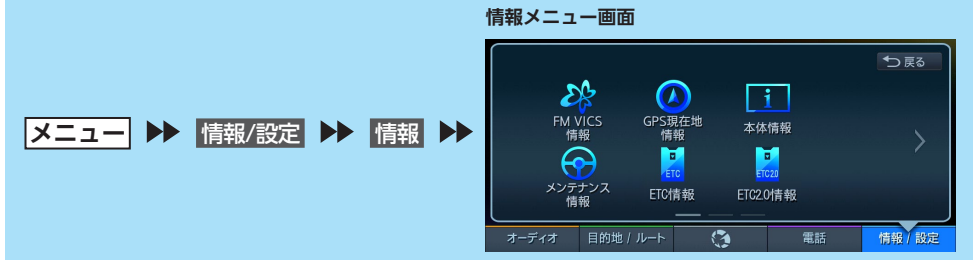 情報メニュー画面
メニュー ▶▶ 情報/設定 ▶▶ 情報 ▶▶
戻る
FM VICS
情報
GPS現在地
情報
本体情報
メンテナンス
情報
ETC
ETC情報
ETC2.0
ETC2.0情報
オーディオ
目的地 / ルート
電話
情報 / 設定